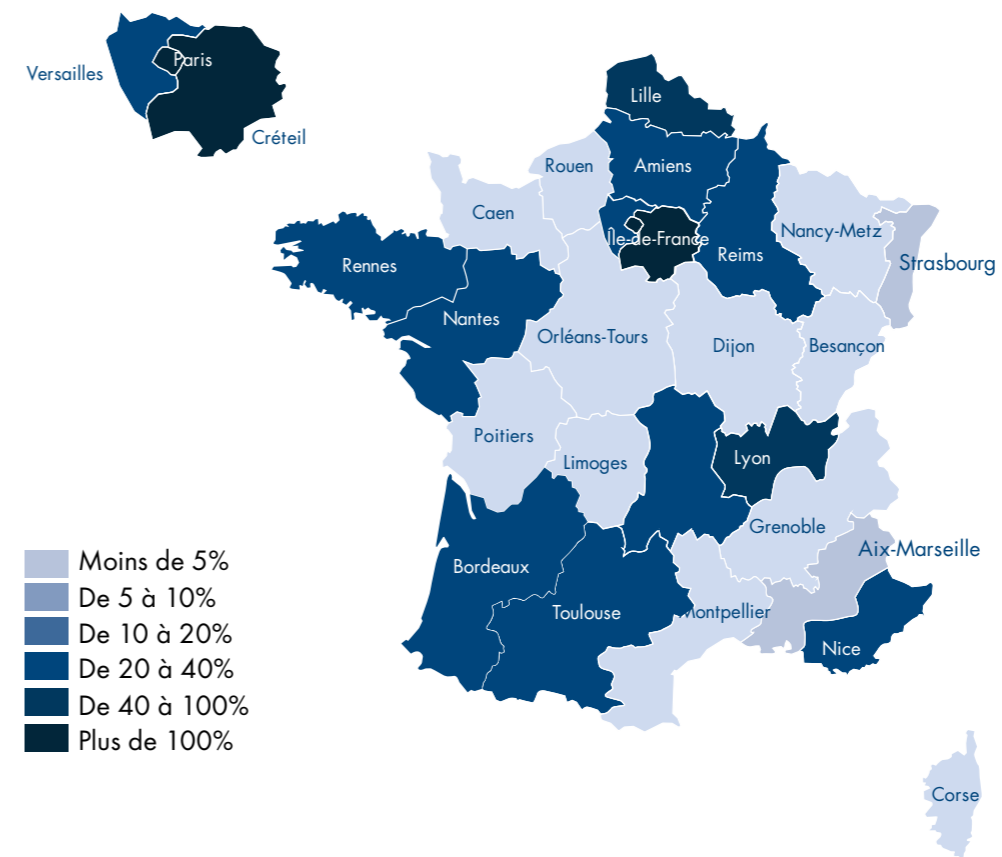 Versailles
Paris
Créteil
Lille
Rouen
Amiens
Caen
Île-de-France
Nancy-Metz
Reims
Strasbourg
Rennes
Nantes
Orléans-Tours
Dijon
Besançon
Poitiers
Limoges
Lyon
Grenoble
Aix-Marseille
Bordeaux
Toulouse
Montpellier
Nice
Corse
Moins de 5%
De 5 à 10%
De 10 à 20%
De 20 à 40%
De 40 à 100%
Plus de 100%